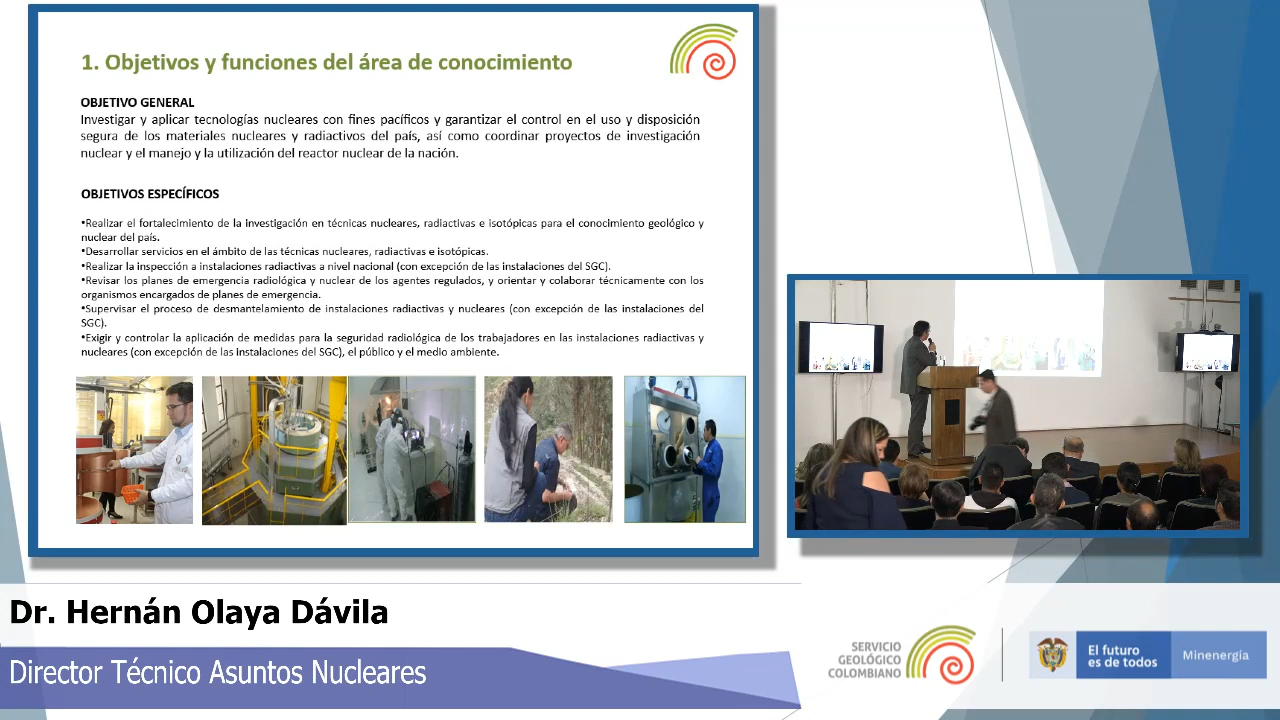 1. Objetivos y funciones del área de conocimiento
OBJETIVO GENERAL
Investigar y aplicar tecnologías nucleares con fines pacíficos y garantizar el control en el uso y disposición
segura de los materiales nucleares y radiactivos del país, así como coordinar proyectos de investigación
nuclear y el manejo y la utilización del reactor nuclear de la nación.
OBJETIVOS ESPECÍFICOS
•Realizar el fortalecimiento de la investigación en técnicas nucleares, radiactivas e isotópicas para el conocimiento geológico y
nuclear del país.
•Desarrollar servicios en el ámbito de las técnicas nucleares, radiactivas e isotópicas.
•Realizar la inspección a instalaciones radiactivas a nivel nacional (con excepción de las instalaciones del SGC).
•Revisar los planes de emergencia radiológica y nuclear de los agentes regulados, y orientar y colaborar técnicamente con los
organismos encargados de planes de emergencia.
•Supervisar el proceso de desmantelamiento de instalaciones radiactivas y nucleares (con excepción de las instalaciones del
SGC).
•Exigir y controlar la aplicación de medidas para la seguridad radiológica de los trabajadores en las instalaciones radiactivas y
nucleares (con excepción de las instalaciones del SGC), el público y el medio ambiente.
Dr. Hernán Olaya Dávila
Director Técnico Asuntos Nucleares
SERVICIO
GEOLÓGICO
COLOMBIANO
El futuro
es de todos
Minenergía